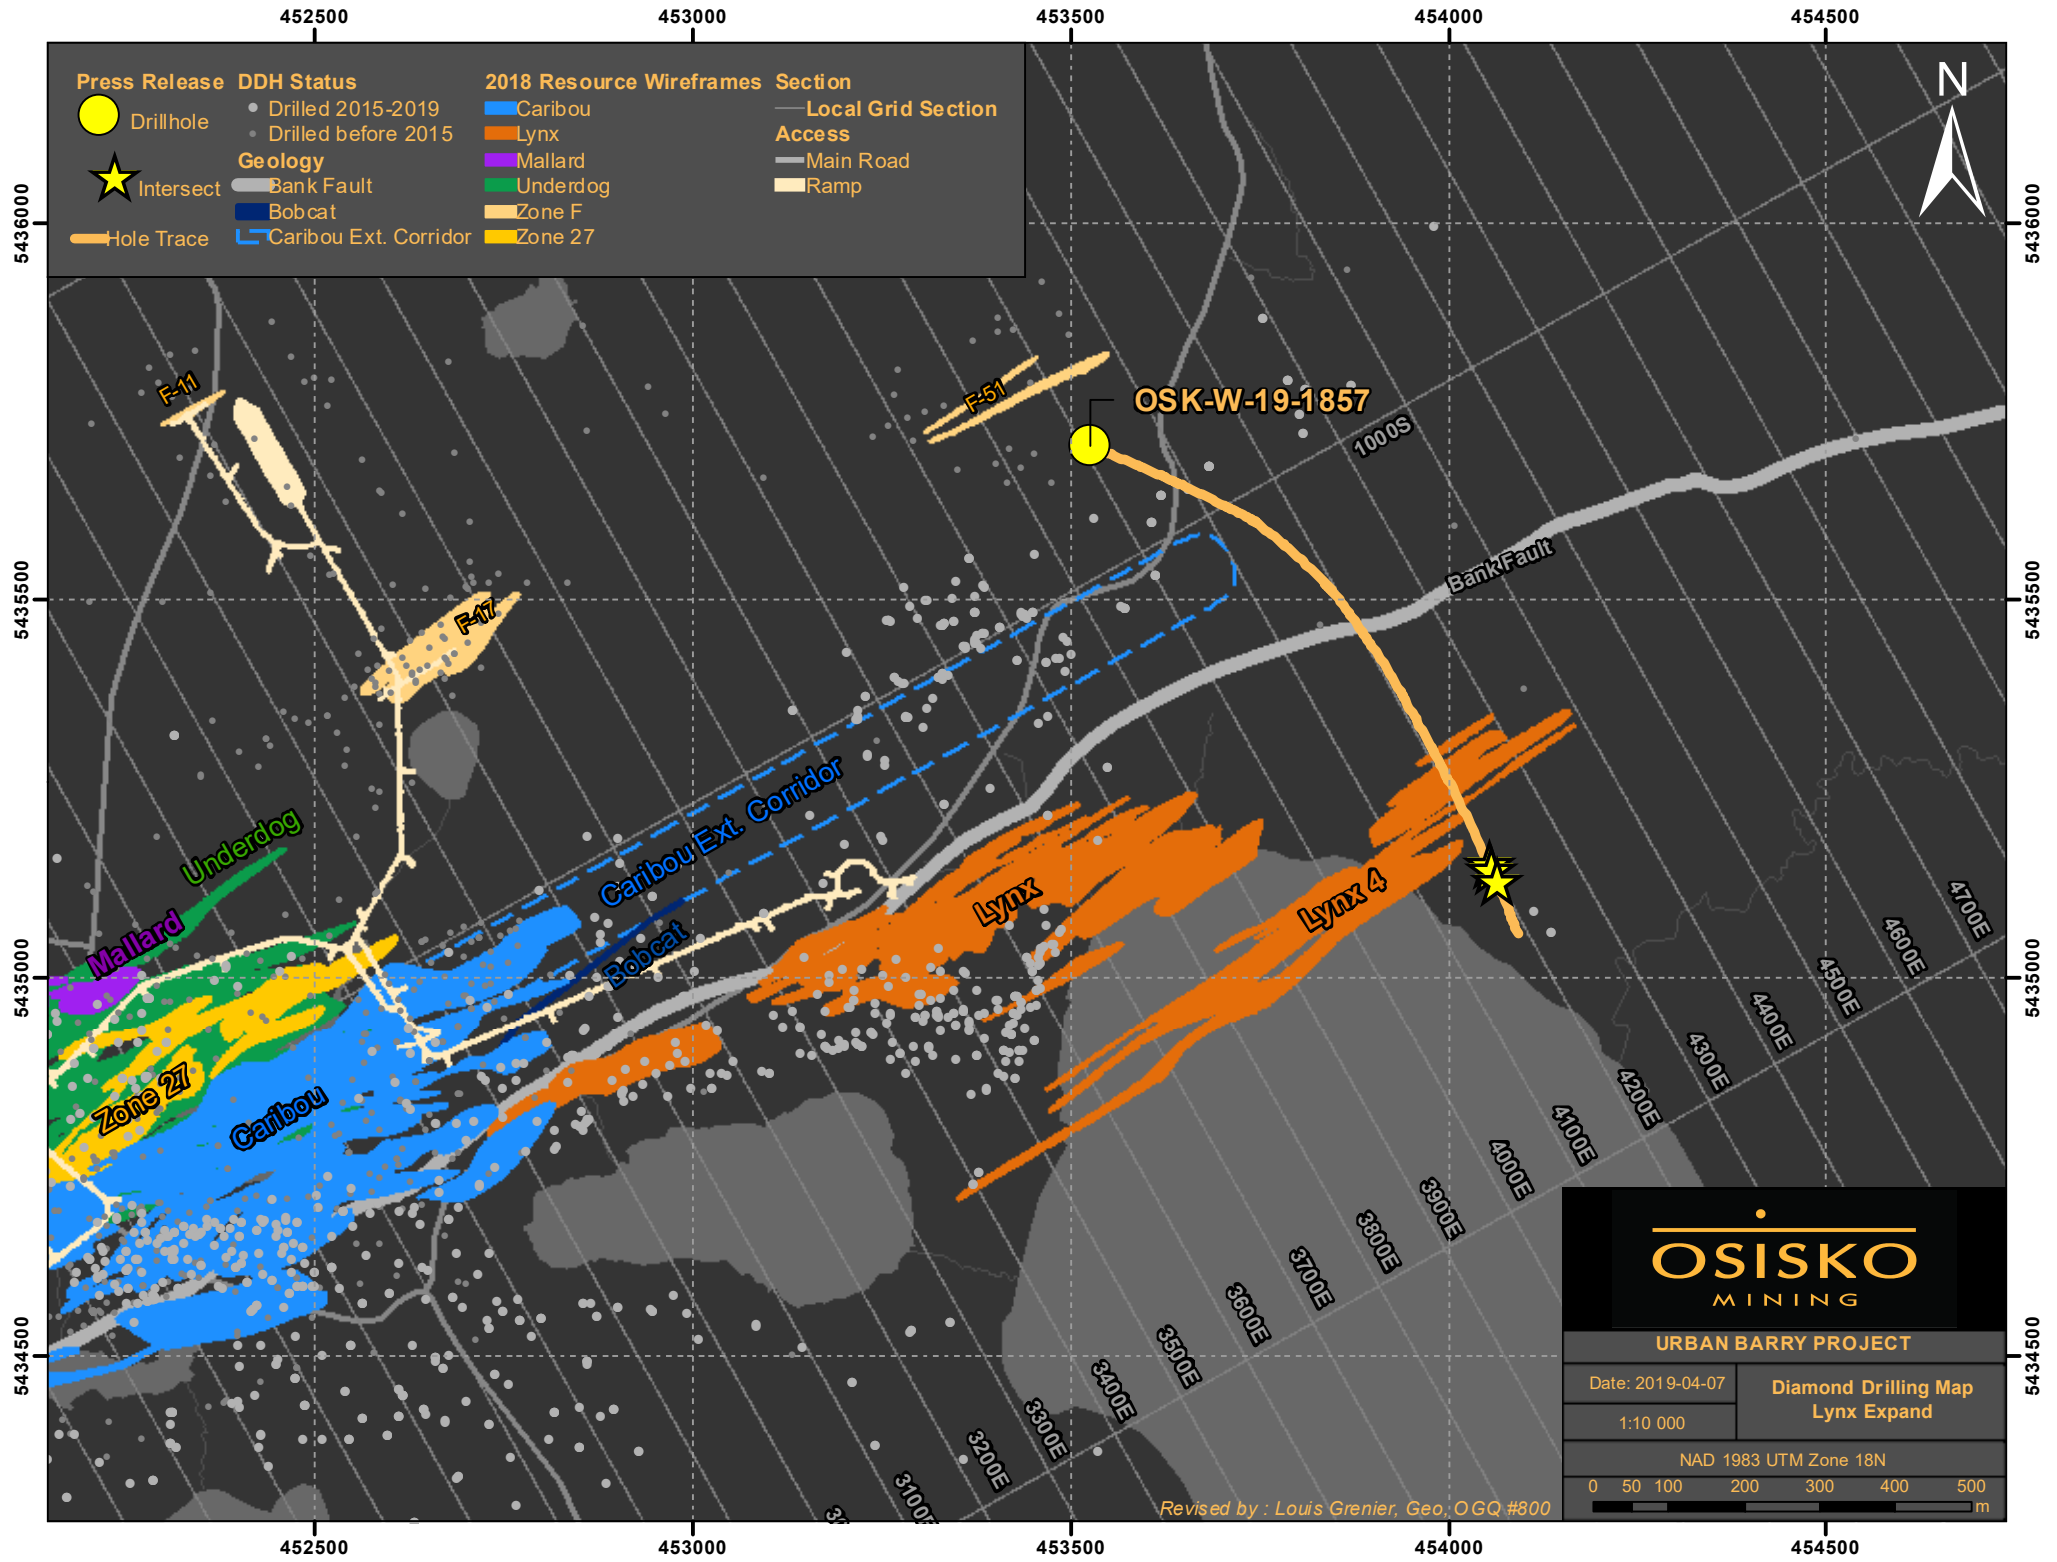 452500 453000 453500 454000 454500
N
Press Release
Drillhole
Intersect
Hole Trace
DDH Status
Drilled 2015-2019
Drilled before 2015
Geology
Bank Fault
Bobcat
Caribou Ext. Corridor
2018 Resource Wireframes
Caribou
Lynx
Mallard
Underdog
Zone F
Zone 27
Section
Local Grid Section
Access
Main Road
Ramp
5436000
5436000
F-11
F-51
OSK-W-19-1857
1000S
Bank Fault
5435500
5435500
F-17
Caribou Ext. Corridor
Underdog
Mallard
Lynx
Lynx 4
Bobcat
5435000
5435000
Zone 27
Caribou
4700E
4600E
4500E
4400E
4300E
4200E
4100E
4000E
3900E
3800E
3700E
3600E
3500E
3400E
3300E
3200E
3100E
5434500
5434500
OSISKO
MINING
URBAN BARRY PROJECT
Date: 2019-04-07
1:10 000
Diamond Drilling Map
Lynx Expand
NAD 1983 UTM Zone 18N
0 50 100 200 300 400 500
m
Revised by : Louis Grenier, Geo, OGQ #800
452500 453000 453500 454000 454500